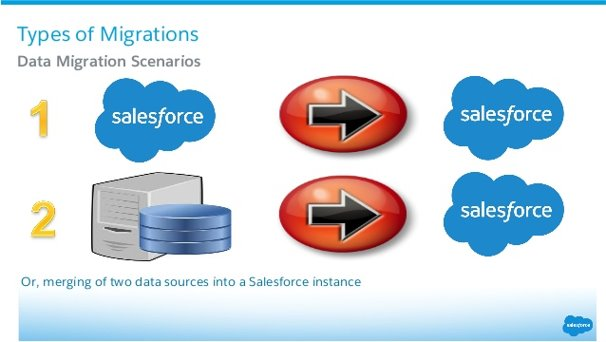 Types of Migrations
Data Migration Scenarios
1
salesforce
salesforce
2
salesforce
Or, merging of two data sources into a Salesforce instance
salesforce